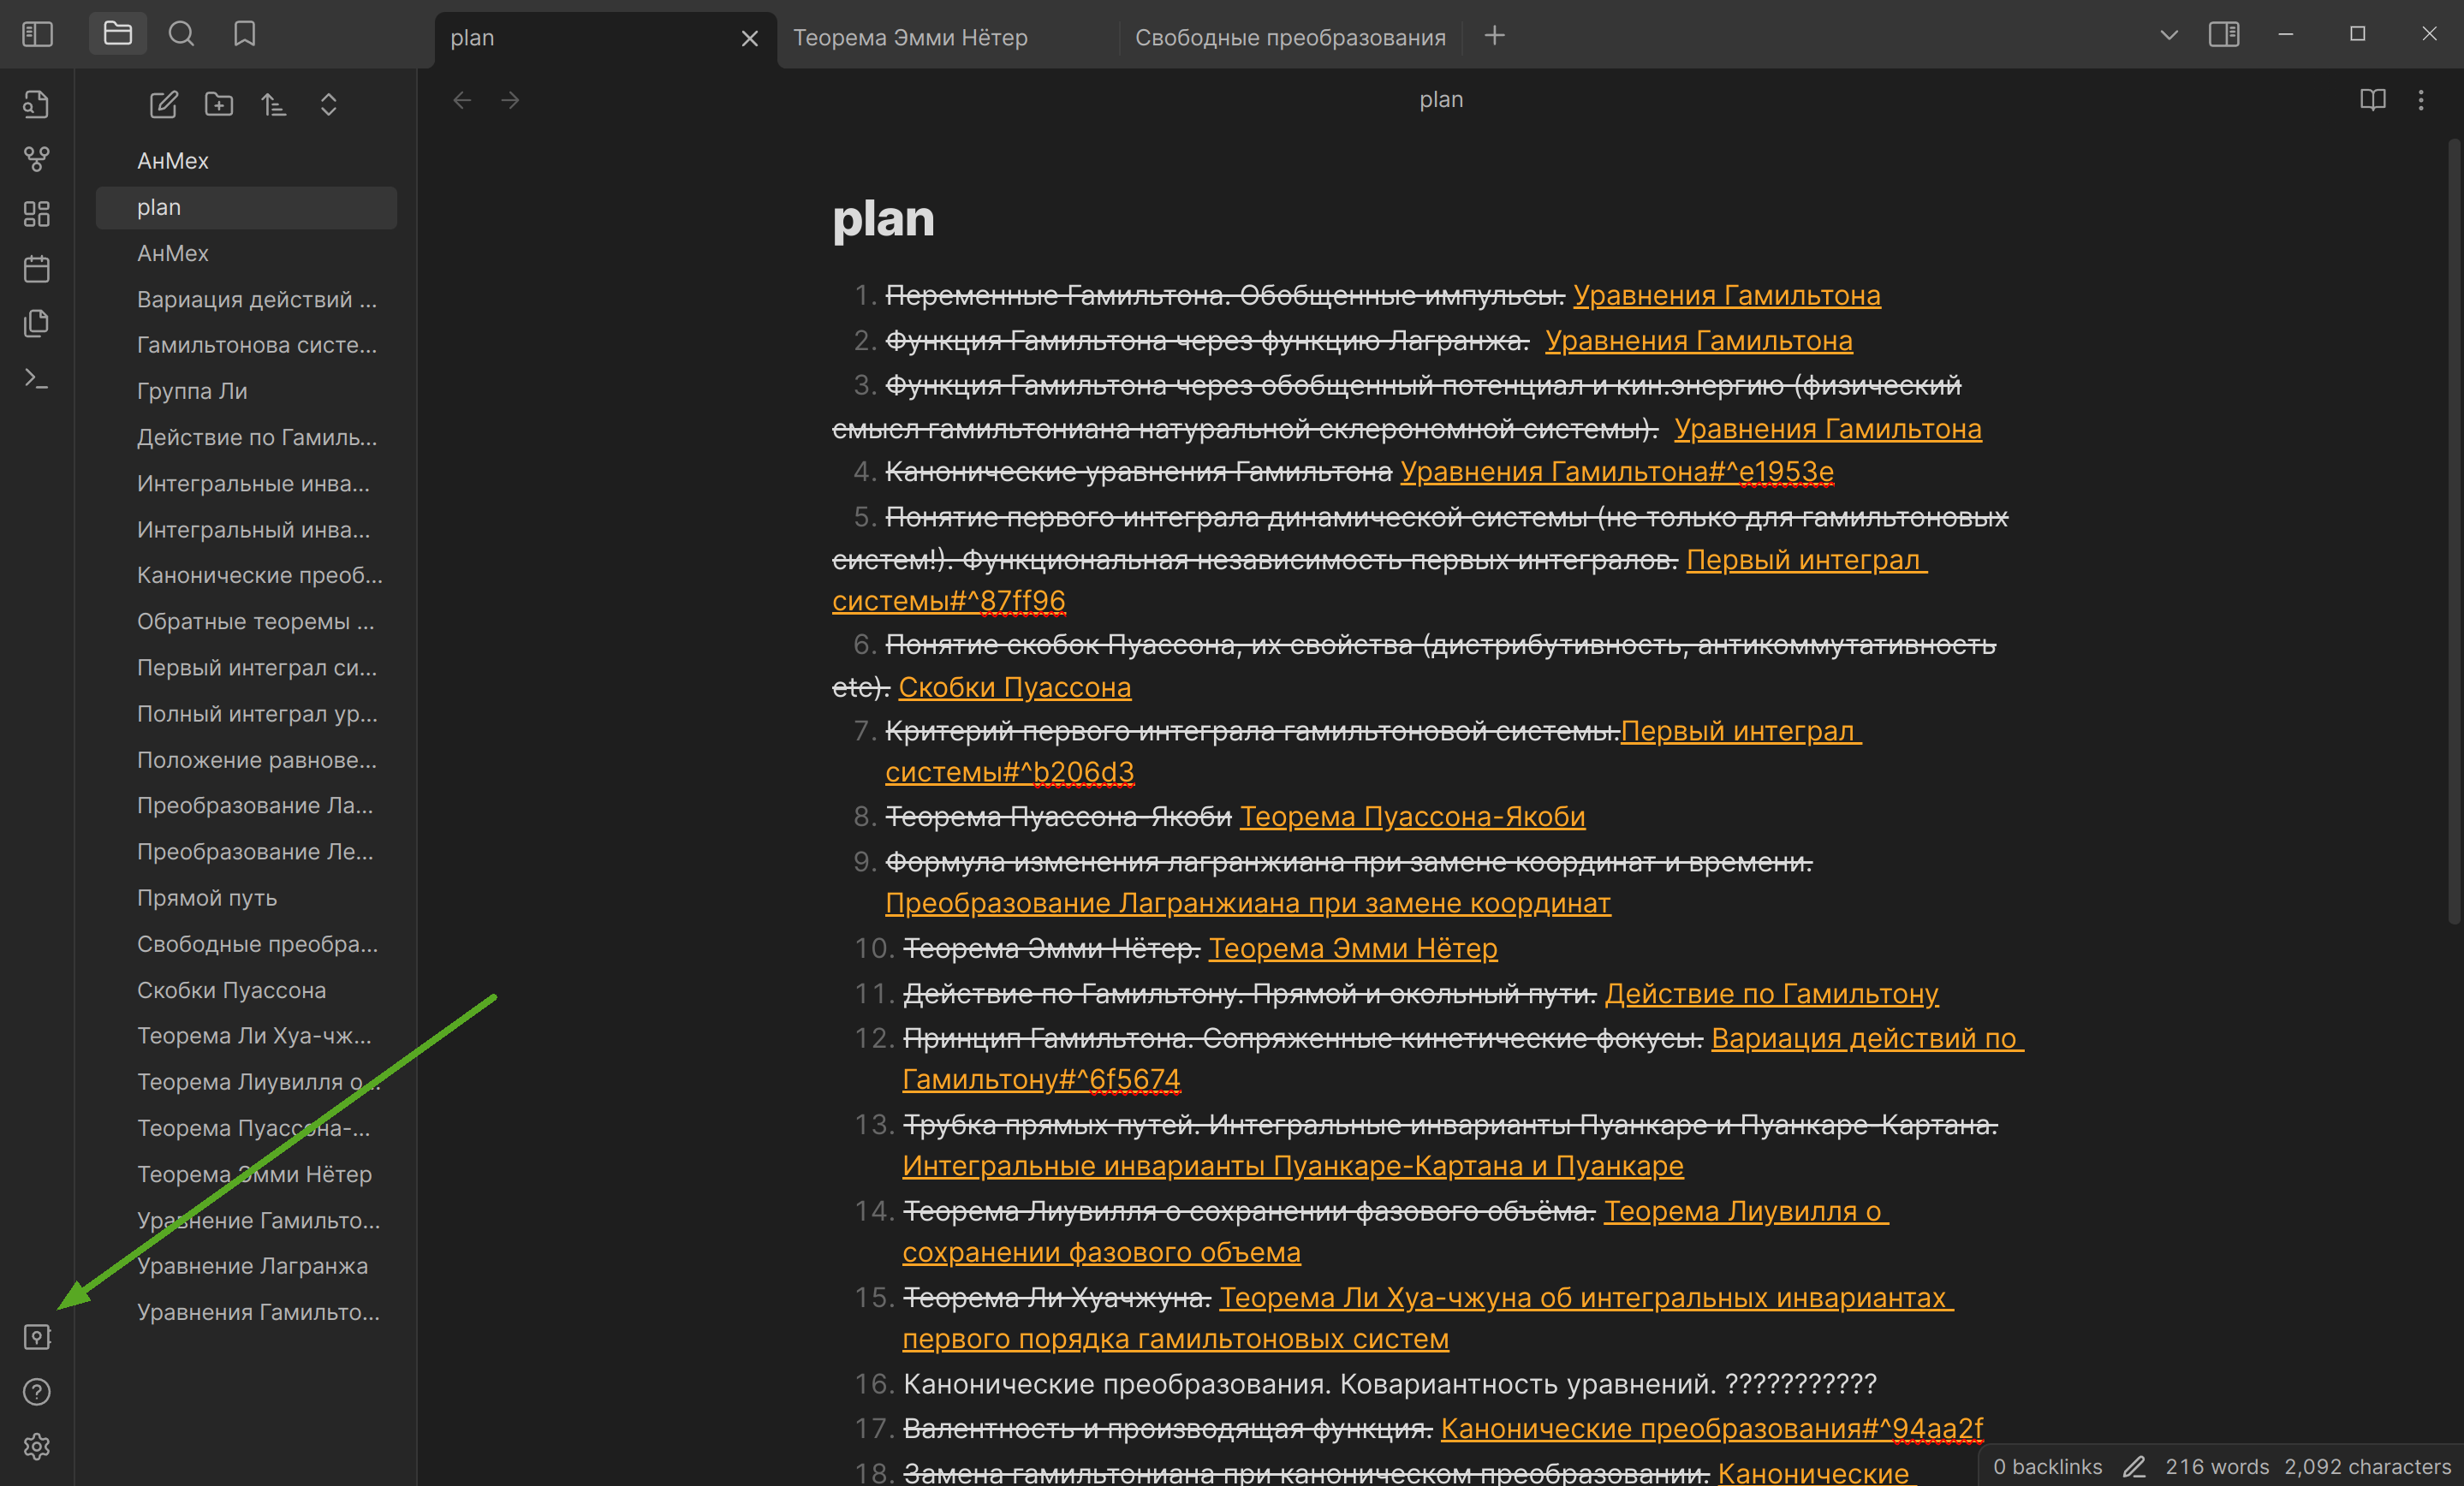 plan
Теорема Эмми Нётер
Свободные преобразования
plan
АнМех
plan
АнМех
Вариация действий ...
Гамильтонова систе...
Группа Ли
Действие по Гамиль...
Интегральные инва...
Интегральный инва...
Канонические преоб...
Обратные теоремы ...
Первый интеграл си...
Полный интеграл ур...
Положение равнове...
Преобразование Ла...
Преобразование Ле...
Прямой путь
Свободные преобра...
Скобки Пуассона
Теорема Ли Хуа-чж...
Теорема Лиувилля о...
Теорема Пуассона-...
Теорема Эмми Нётер
Уравнение Гамильто...
Уравнение Лагранжа
Уравнения Гамильто...
plan
1. Переменные Гамильтона. Обобщенные импульсы. Уравнения Гамильтона
2. Функция Гамильтона через функцию Лагранжа. Уравнения Гамильтона
3. Функция Гамильтона через обобщенный потенциал и кин.энергию (физический
смысл гамильтониана натуральной склерономной системы). Уравнения Гамильтона
4. Канонические уравнения Гамильтона Уравнения Гамильтона#^e1953e
5. Понятие первого интеграла динамической системы (не только для гамильтоновых
систем!). Функциональная независимость первых интегралов. Первый интеграл
системы#^87ff96
6. Понятие скобок Пуассона, их свойства (дистрибутивность, антикоммутативность
etc). Скобки Пуассона
7. Критерий первого интеграла гамильтоновой системы.Первый интеграл
системы#^b206d3
8. Теорема Пуассона-Якоби Теорема Пуассона-Якоби
9. Формула изменения лагранжиана при замене координат и времени.
Преобразование Лагранжиана при замене координат
10. Теорема Эмми Нётер. Теорема Эмми Нётер
11. Действие по Гамильтону. Прямой и окольный пути. Действие по Гамильтону
12. Принцип Гамильтона. Сопряженные кинетические фокусы. Вариация действий по
Гамильтону#^6f5674
13. Трубка прямых путей. Интегральные инварианты Пуанкаре и Пуанкаре-Картана.
Интегральные инварианты Пуанкаре-Картана и Пуанкаре
14. Теорема Лиувилля о сохранении фазового объёма. Теорема Лиувилля о
сохранении фазового объема
15. Теорема Ли Хуачжуна. Теорема Ли Хуа-чжуна об интегральных инвариантах
первого порядка гамильтоновых систем
16. Канонические преобразования. Ковариантность уравнений. ???????????
17. Валентность и производящая функция. Канонические преобразования#^94aa2f
18. Замена гамильтониана при каноническом преобразовании. Канонические
0 backlinks 216 words 2,092 characters